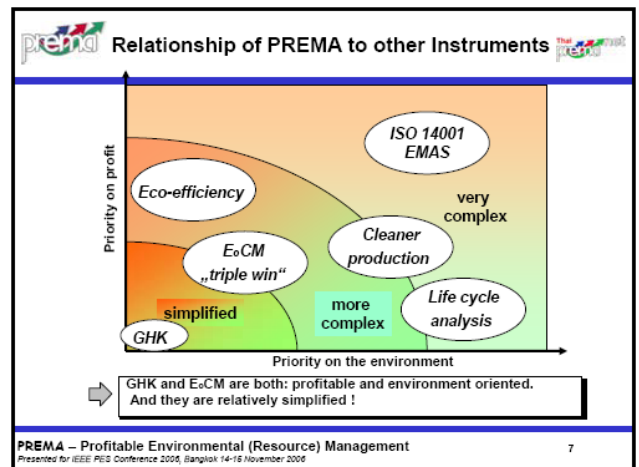 prema
Relationship of PREMA to other Instruments
Thai
prema net
Priority on profit
ISO 14001
EMAS
Eco-efficiency
very
complex
Cleaner
production
EoCM
„triple win“
more
complex
Life cycle
analysis
simplified
GHK
Priority on the environment
GHK and EoCM are both: profitable and environment oriented.
And they are relatively simplified !
PREMA – Profitable Environmental (Resource) Management
7
Presented for IEEE PES Conference 2006, Bangkok 14-15 November 2006